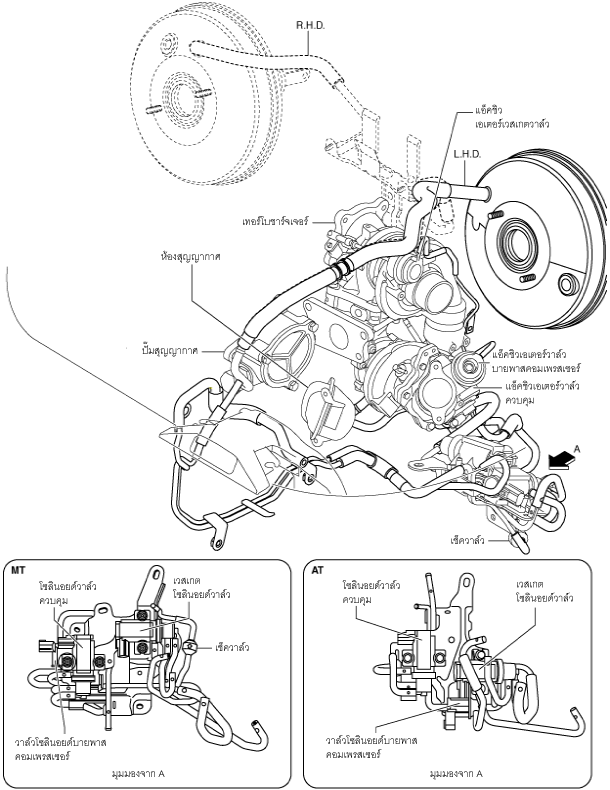 R.H.D.
แอ็คชิว
เอเตอร์เวสเกตวาล์ว
L.H.D.
เทอร์โบชาร์จเจอร์
ห้องสุญญากาศ
ปั๊มสุญญากาศ
แอ็คชิวเอเตอร์วาล์ว
บายพาสคอมเพรสเซอร์
แอ็คชิวเอเตอร์วาล์ว
ควบคุม
A
เช็ควาล์ว
MT
โซลินอยด์วาล์ว
ควบคุม
เวสเกต
โซลินอยด์วาล์ว
เช็ควาล์ว
วาล์วโซลินอยด์บายพาส
คอมเพรสเซอร์
มุมมองจาก A
AT
โซลินอยด์วาล์ว
ควบคุม
เวสเกต
โซลินอยด์วาล์ว
วาล์วโซลินอยด์บายพาส
คอมเพรสเซอร์
มุมมองจาก A